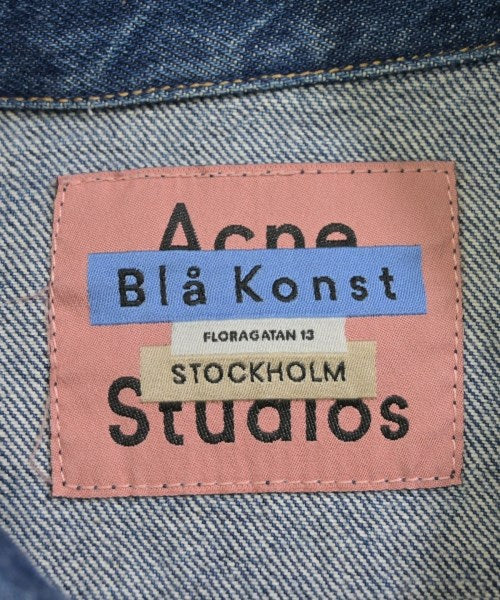 Acne
Blå Konst
FLORAGATAN 13
STOCKHOLM
Studios